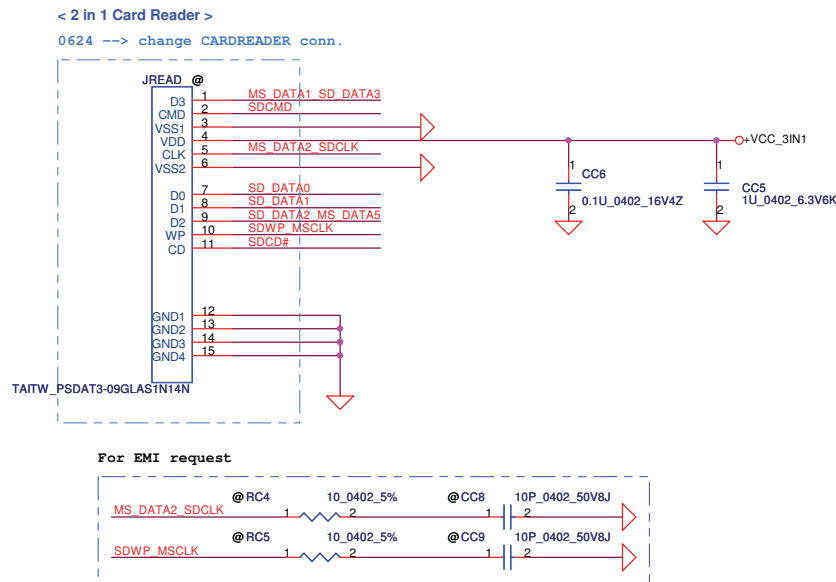 < 2 in 1 Card Reader >
0624 --> change CARDREADER conn.
JREAD @
D3 1 MS_DATA1_SD_DATA3
CMD 2 SDCMD
VSS1 3
VDD 4 +VCC_3IN1
CLK 5 MS_DATA2_SDCLK
VSS2 6
1 CC6 2 0.1U_0402_16V4Z
1 CC5 2 1U_0402_6.3V6K
D0 7 SD_DATA0
D1 8 SD_DATA1
D2 9 SD_DATA2_MS_DATA5
WP 10 SDWP_MSCLK
CD 11 SDCD#
GND1 12
GND2 13
GND3 14
GND4 15
TAITW_PSDAT3-09GLAS1N14N
For EMI request
@ RC4 10_0402_5% @ CC8 10P_0402_50V8J
MS_DATA2_SDCLK 1 2 1 2
@ RC5 10_0402_5% @ CC9 10P_0402_50V8J
SDWP_MSCLK 1 2 1 2